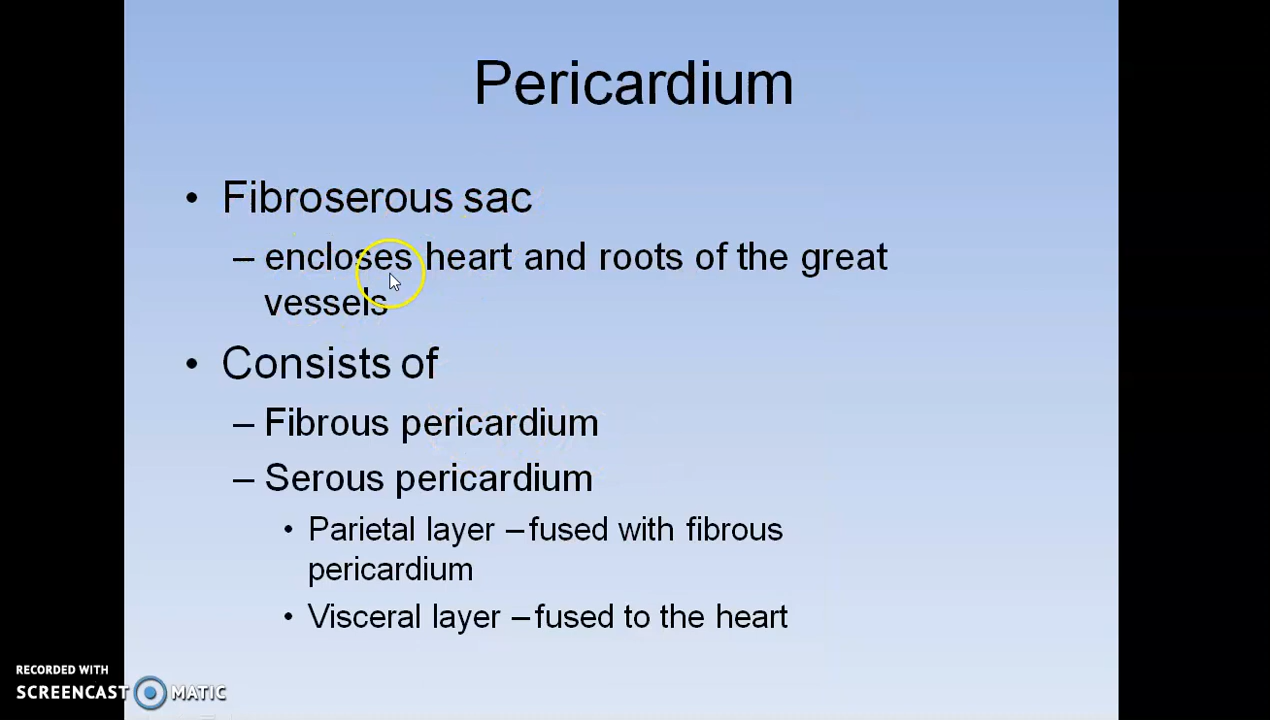 Pericardium
• Fibroserous sac
– encloses heart and roots of the great
vessels
• Consists of
– Fibrous pericardium
– Serous pericardium
• Parietal layer – fused with fibrous
pericardium
• Visceral layer – fused to the heart
RECORDED WITH
SCREENCAST MATIC